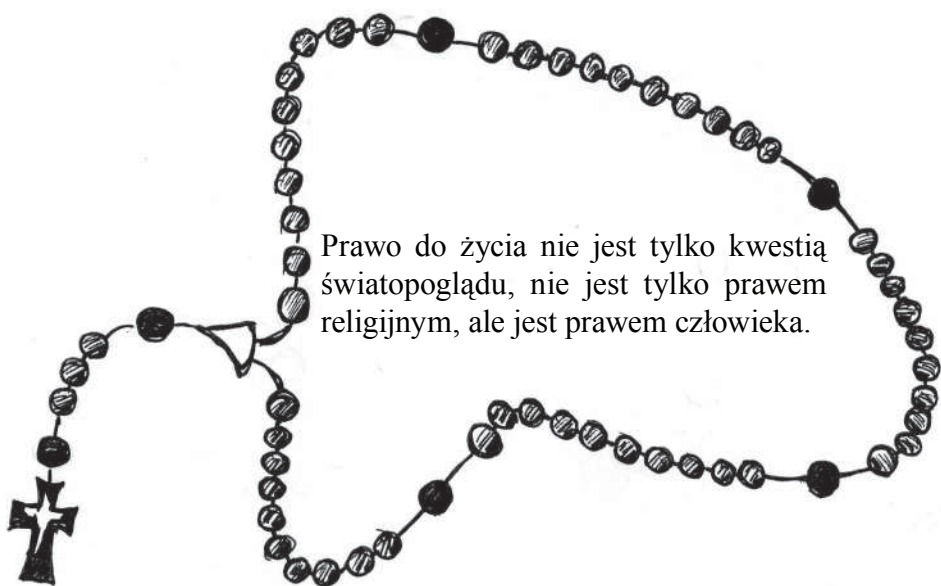 Prawo do życia nie jest tylko kwestią
światopoglądu, nie jest tylko prawem
religijnym, ale jest prawem człowieka.